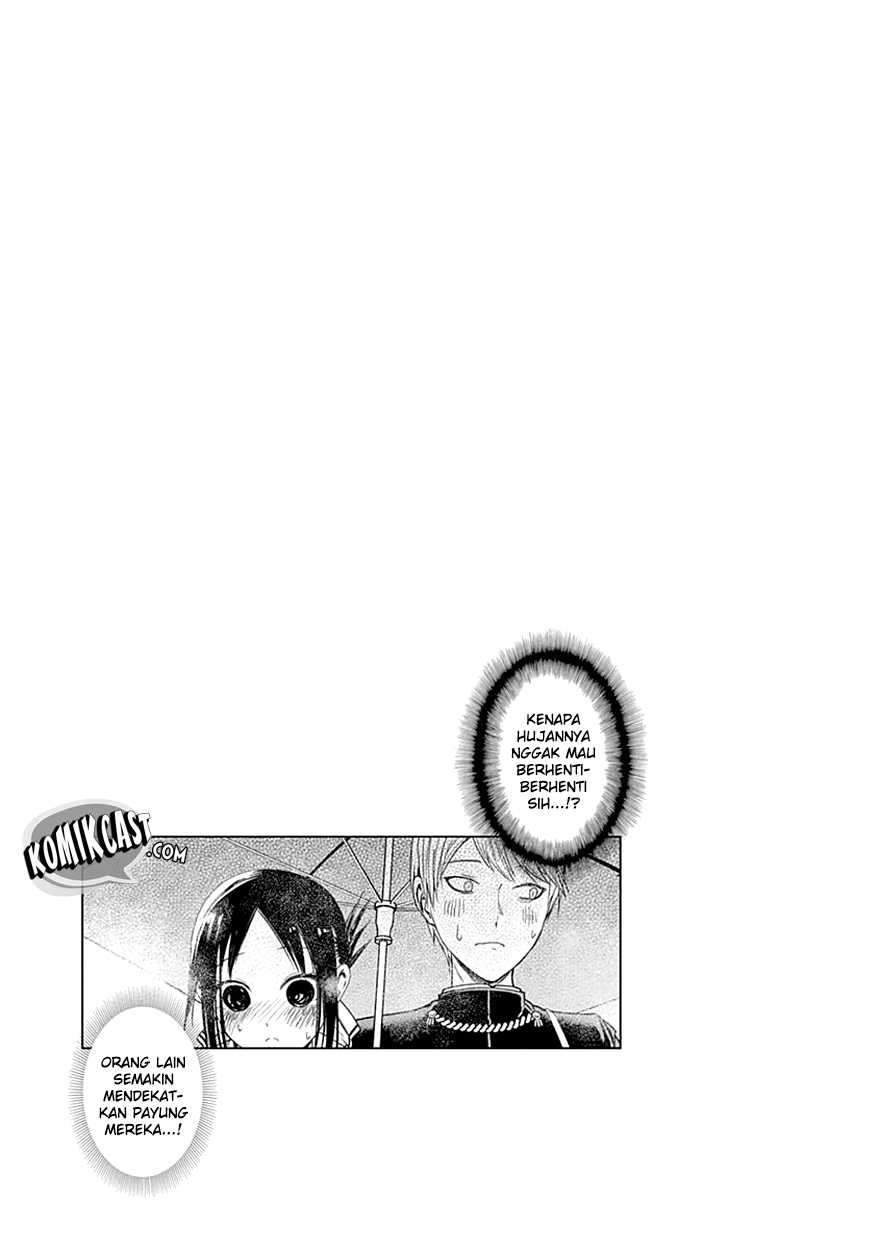 KENAPA
HUJANNYA
NGGAK MAU
BERHENTI-
BERHENTI
SIH...!?
KOMIKCAST
.COM
ORANG LAIN
SEMAKIN
MENDEKAT-
KAN PAYUNG
MEREKA...!